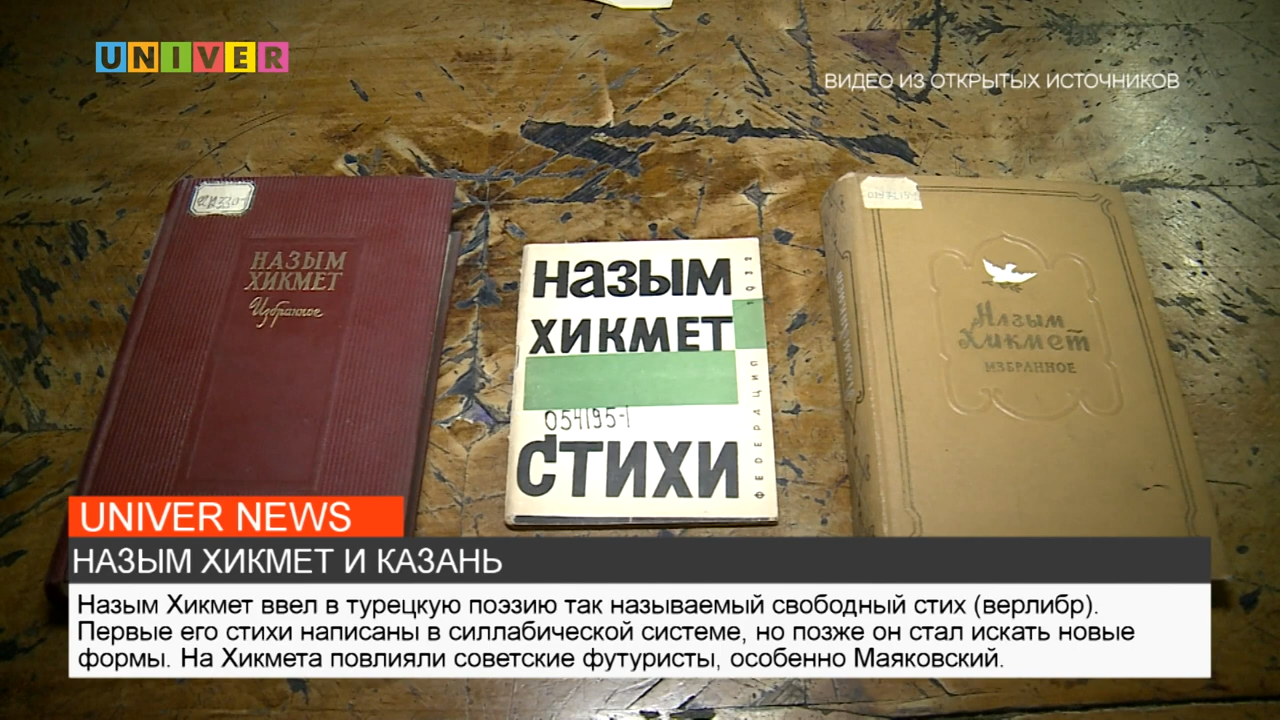 UNIVER
ВИДЕО ИЗ ОТКРЫТЫХ ИСТОЧНИКОВ
НАЗЫМ
ХИКМЕТ
Избранное
НАЗЫМ
ХИКМЕТ
054195-1
СТИХИ
1932
ФЕДЕРАЦИЯ
Назым
Хикмет
ИЗБРАННОЕ
UNIVER NEWS
НАЗЫМ ХИКМЕТ И КАЗАНЬ
Назым Хикмет ввел в турецкую поэзию так называемый свободный стих (верлибр).
Первые его стихи написаны в силлабической системе, но позже он стал искать новые
формы. На Хикмета повлияли советские футуристы, особенно Маяковский.